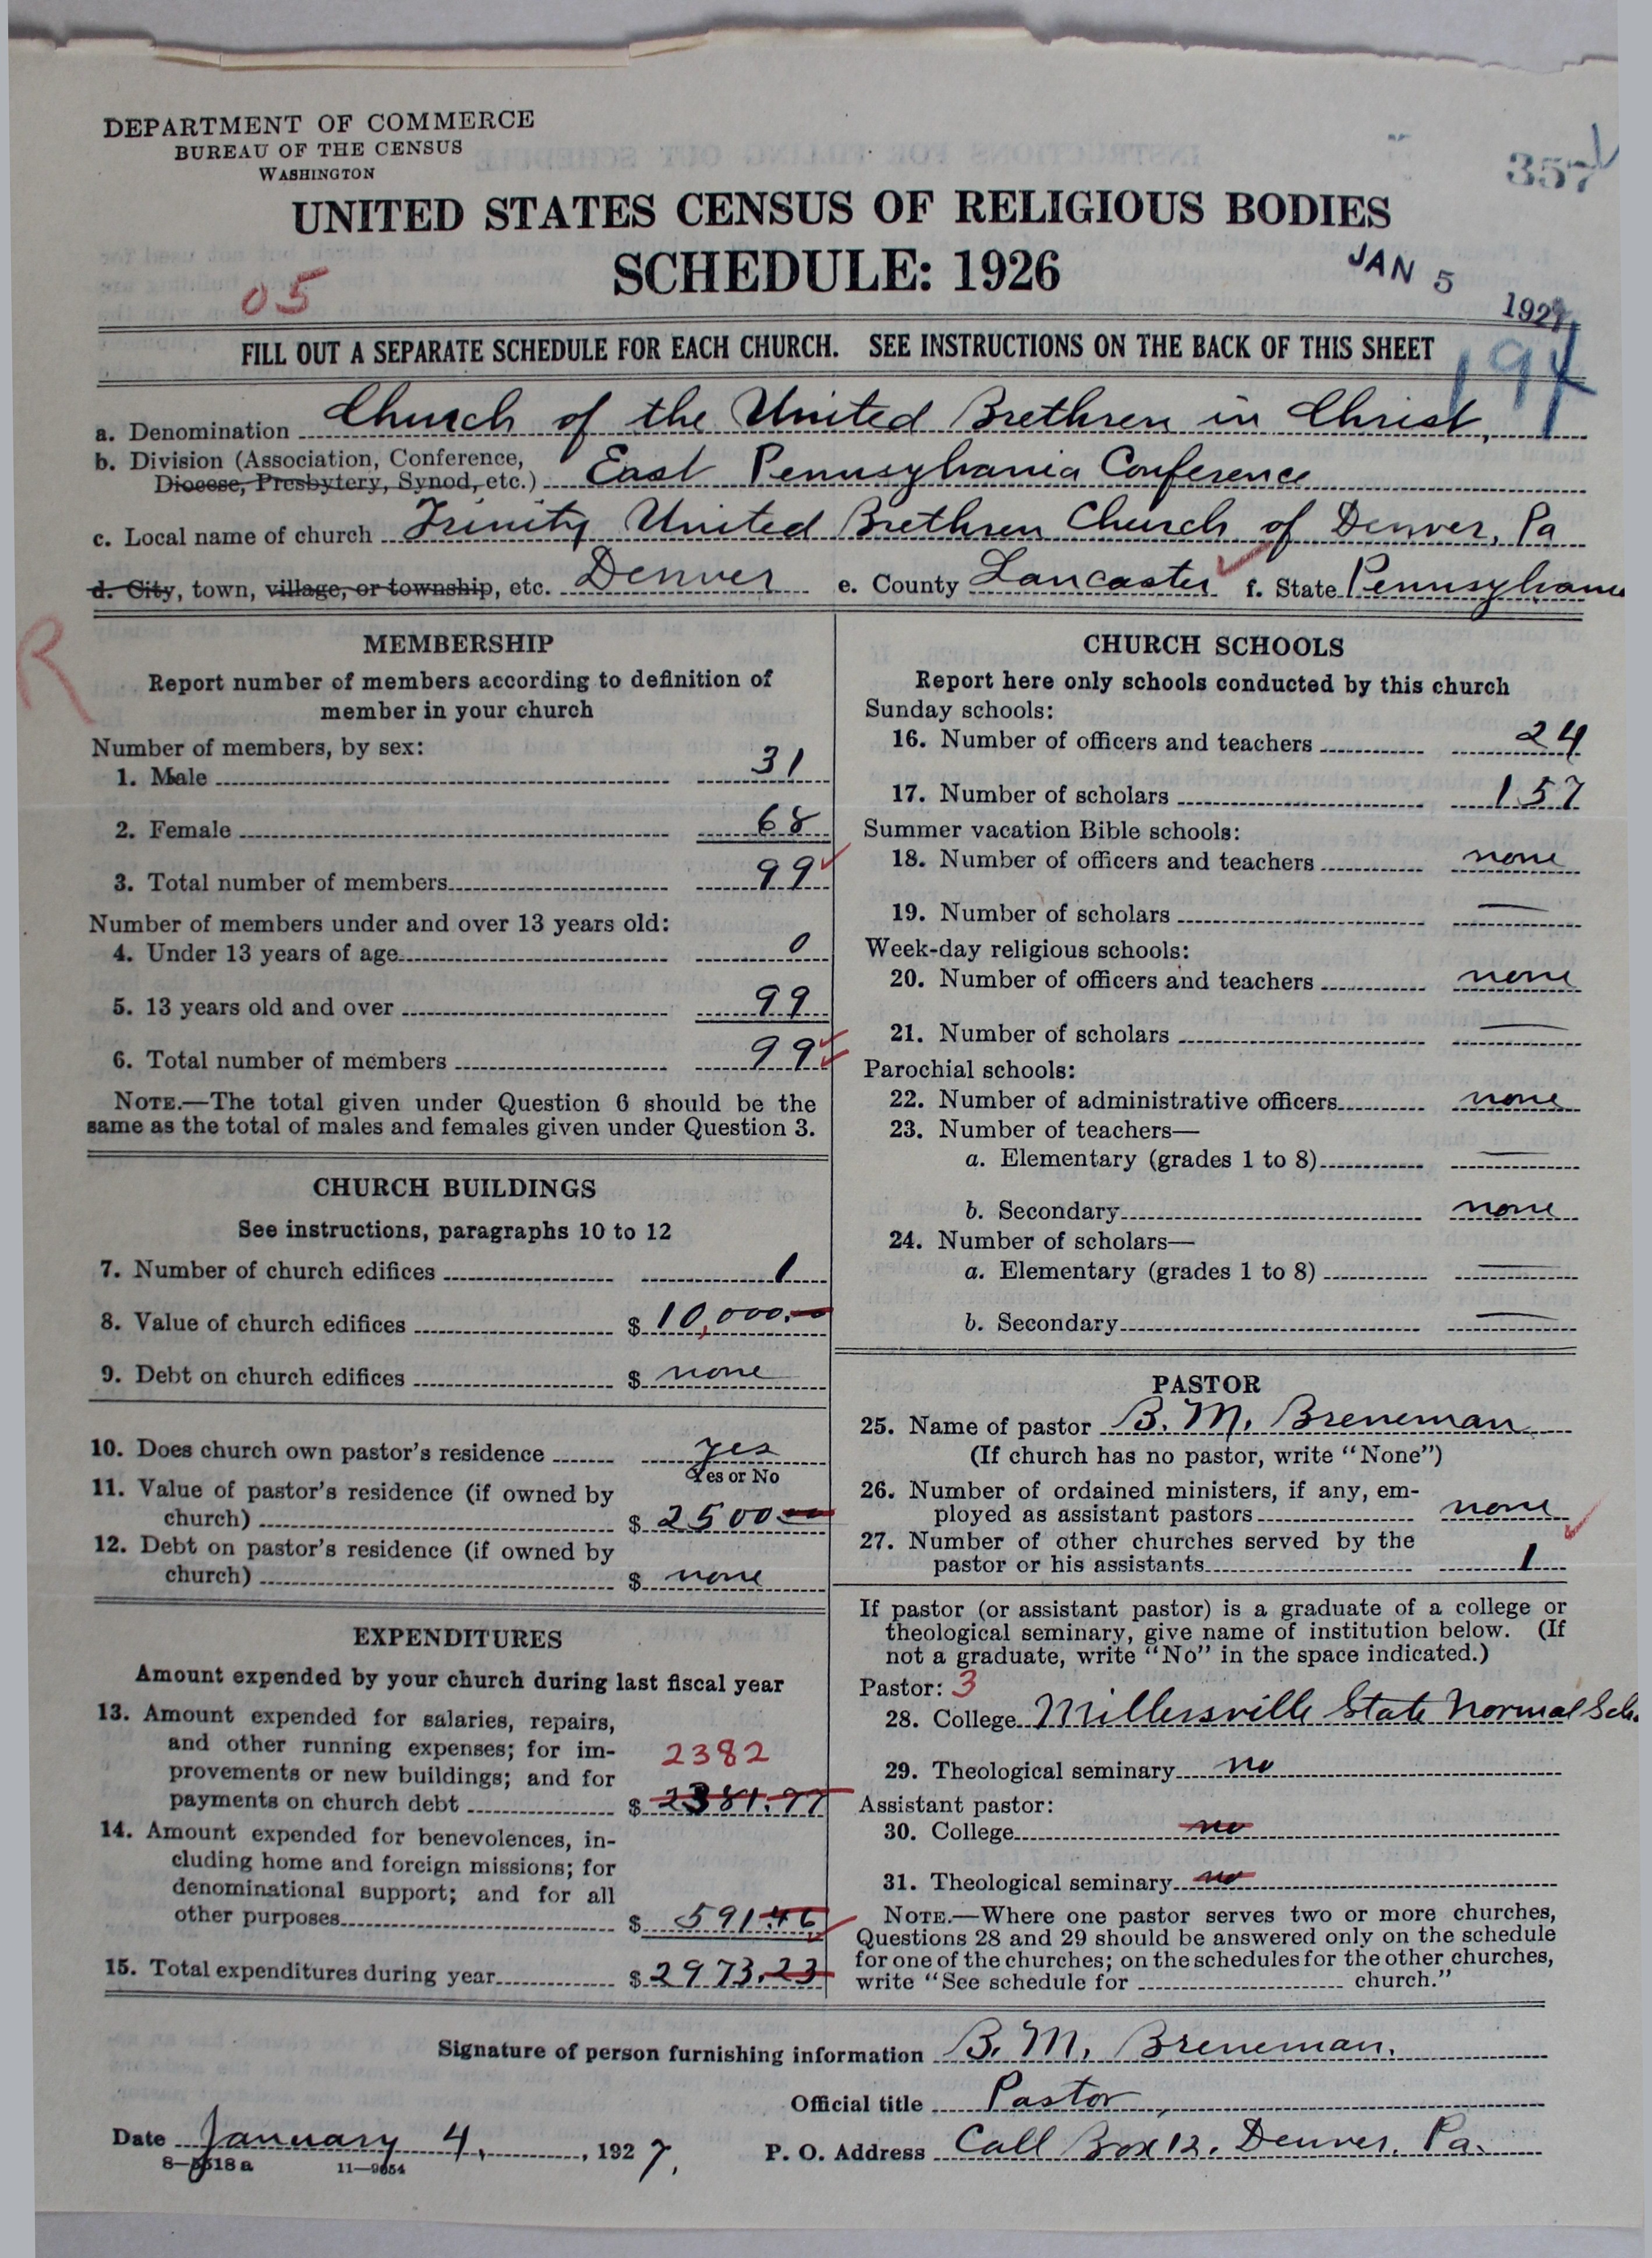 DEPARTMENT OF COMMERCE
BUREAU OF THE CENSUS
WASHINGTON
357
UNITED STATES CENSUS OF RELIGIOUS BODIES
SCHEDULE: 1926
JAN 5 1927
05
FILL OUT A SEPARATE SCHEDULE FOR EACH CHURCH. SEE INSTRUCTIONS ON THE BACK OF THIS SHEET
194
a. Denomination Church of the United Brethren in Christ,
b. Division (Association, Conference,
Diocese, Presbytery, Synod, etc.) East Pennsylvania Conference
c. Local name of church Trinity United Brethren Church of Denver, Pa
d. City, town, village, or township, etc. Denver e. County Lancaster f. State Pennsylvania
R
MEMBERSHIP
Report number of members according to definition of
member in your church
Number of members, by sex:
1. Male 31
2. Female 68
3. Total number of members 99
Number of members under and over 13 years old:
4. Under 13 years of age 0
5. 13 years old and over 99
6. Total number of members 99
NOTE.—The total given under Question 6 should be the
same as the total of males and females given under Question 3.
CHURCH BUILDINGS
See instructions, paragraphs 10 to 12
7. Number of church edifices 1
8. Value of church edifices $ 10,000.—
9. Debt on church edifices $ none
10. Does church own pastor's residence yes
Yes or No
11. Value of pastor's residence (if owned by
church) $ 2500
12. Debt on pastor's residence (if owned by
church) $ none
EXPENDITURES
Amount expended by your church during last fiscal year
13. Amount expended for salaries, repairs,
and other running expenses; for im-
provements or new buildings; and for 2382
payments on church debt $ 2381.77
14. Amount expended for benevolences, in-
cluding home and foreign missions; for
denominational support; and for all
other purposes $ 591.46
15. Total expenditures during year $ 2973.23
CHURCH SCHOOLS
Report here only schools conducted by this church
Sunday schools:
16. Number of officers and teachers 24
17. Number of scholars 157
Summer vacation Bible schools:
18. Number of officers and teachers none
19. Number of scholars —
Week-day religious schools:
20. Number of officers and teachers none
21. Number of scholars —
Parochial schools:
22. Number of administrative officers none
23. Number of teachers—
a. Elementary (grades 1 to 8) —
b. Secondary none
24. Number of scholars—
a. Elementary (grades 1 to 8) —
b. Secondary —
PASTOR
25. Name of pastor B. M. Breneman
(If church has no pastor, write "None")
26. Number of ordained ministers, if any, em-
ployed as assistant pastors none
27. Number of other churches served by the
pastor or his assistants 1
If pastor (or assistant pastor) is a graduate of a college or
theological seminary, give name of institution below. (If
not a graduate, write "No" in the space indicated.)
Pastor: 3
28. College Millersville State Normal Sch.
29. Theological seminary no
Assistant pastor:
30. College no
31. Theological seminary no
NOTE.—Where one pastor serves two or more churches,
Questions 28 and 29 should be answered only on the schedule
for one of the churches; on the schedules for the other churches,
write "See schedule for church."
Signature of person furnishing information B. M. Breneman.
Official title Pastor
Date January 4, 1927. P. O. Address Call Box 12. Denver. Pa.
8—5518a 11—9054